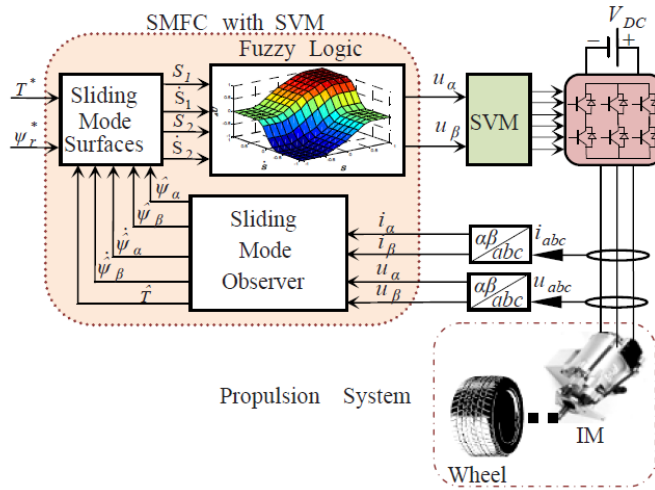 SMFC with SVM
V_DC
− +
Fuzzy Logic
T*
ψ_r*
Sliding
Mode
Surfaces
S_1
Ṡ_1
S_2
Ṡ_2
u_α
u_β
SVM
ψ̂_α
ψ̂_β
ψ̂̇_α
ψ̂̇_β
T̂
Sliding
Mode
Observer
i_α
i_β
u_α
u_β
αβ
abc
i_abc
αβ
abc
u_abc
Propulsion System
IM
Wheel